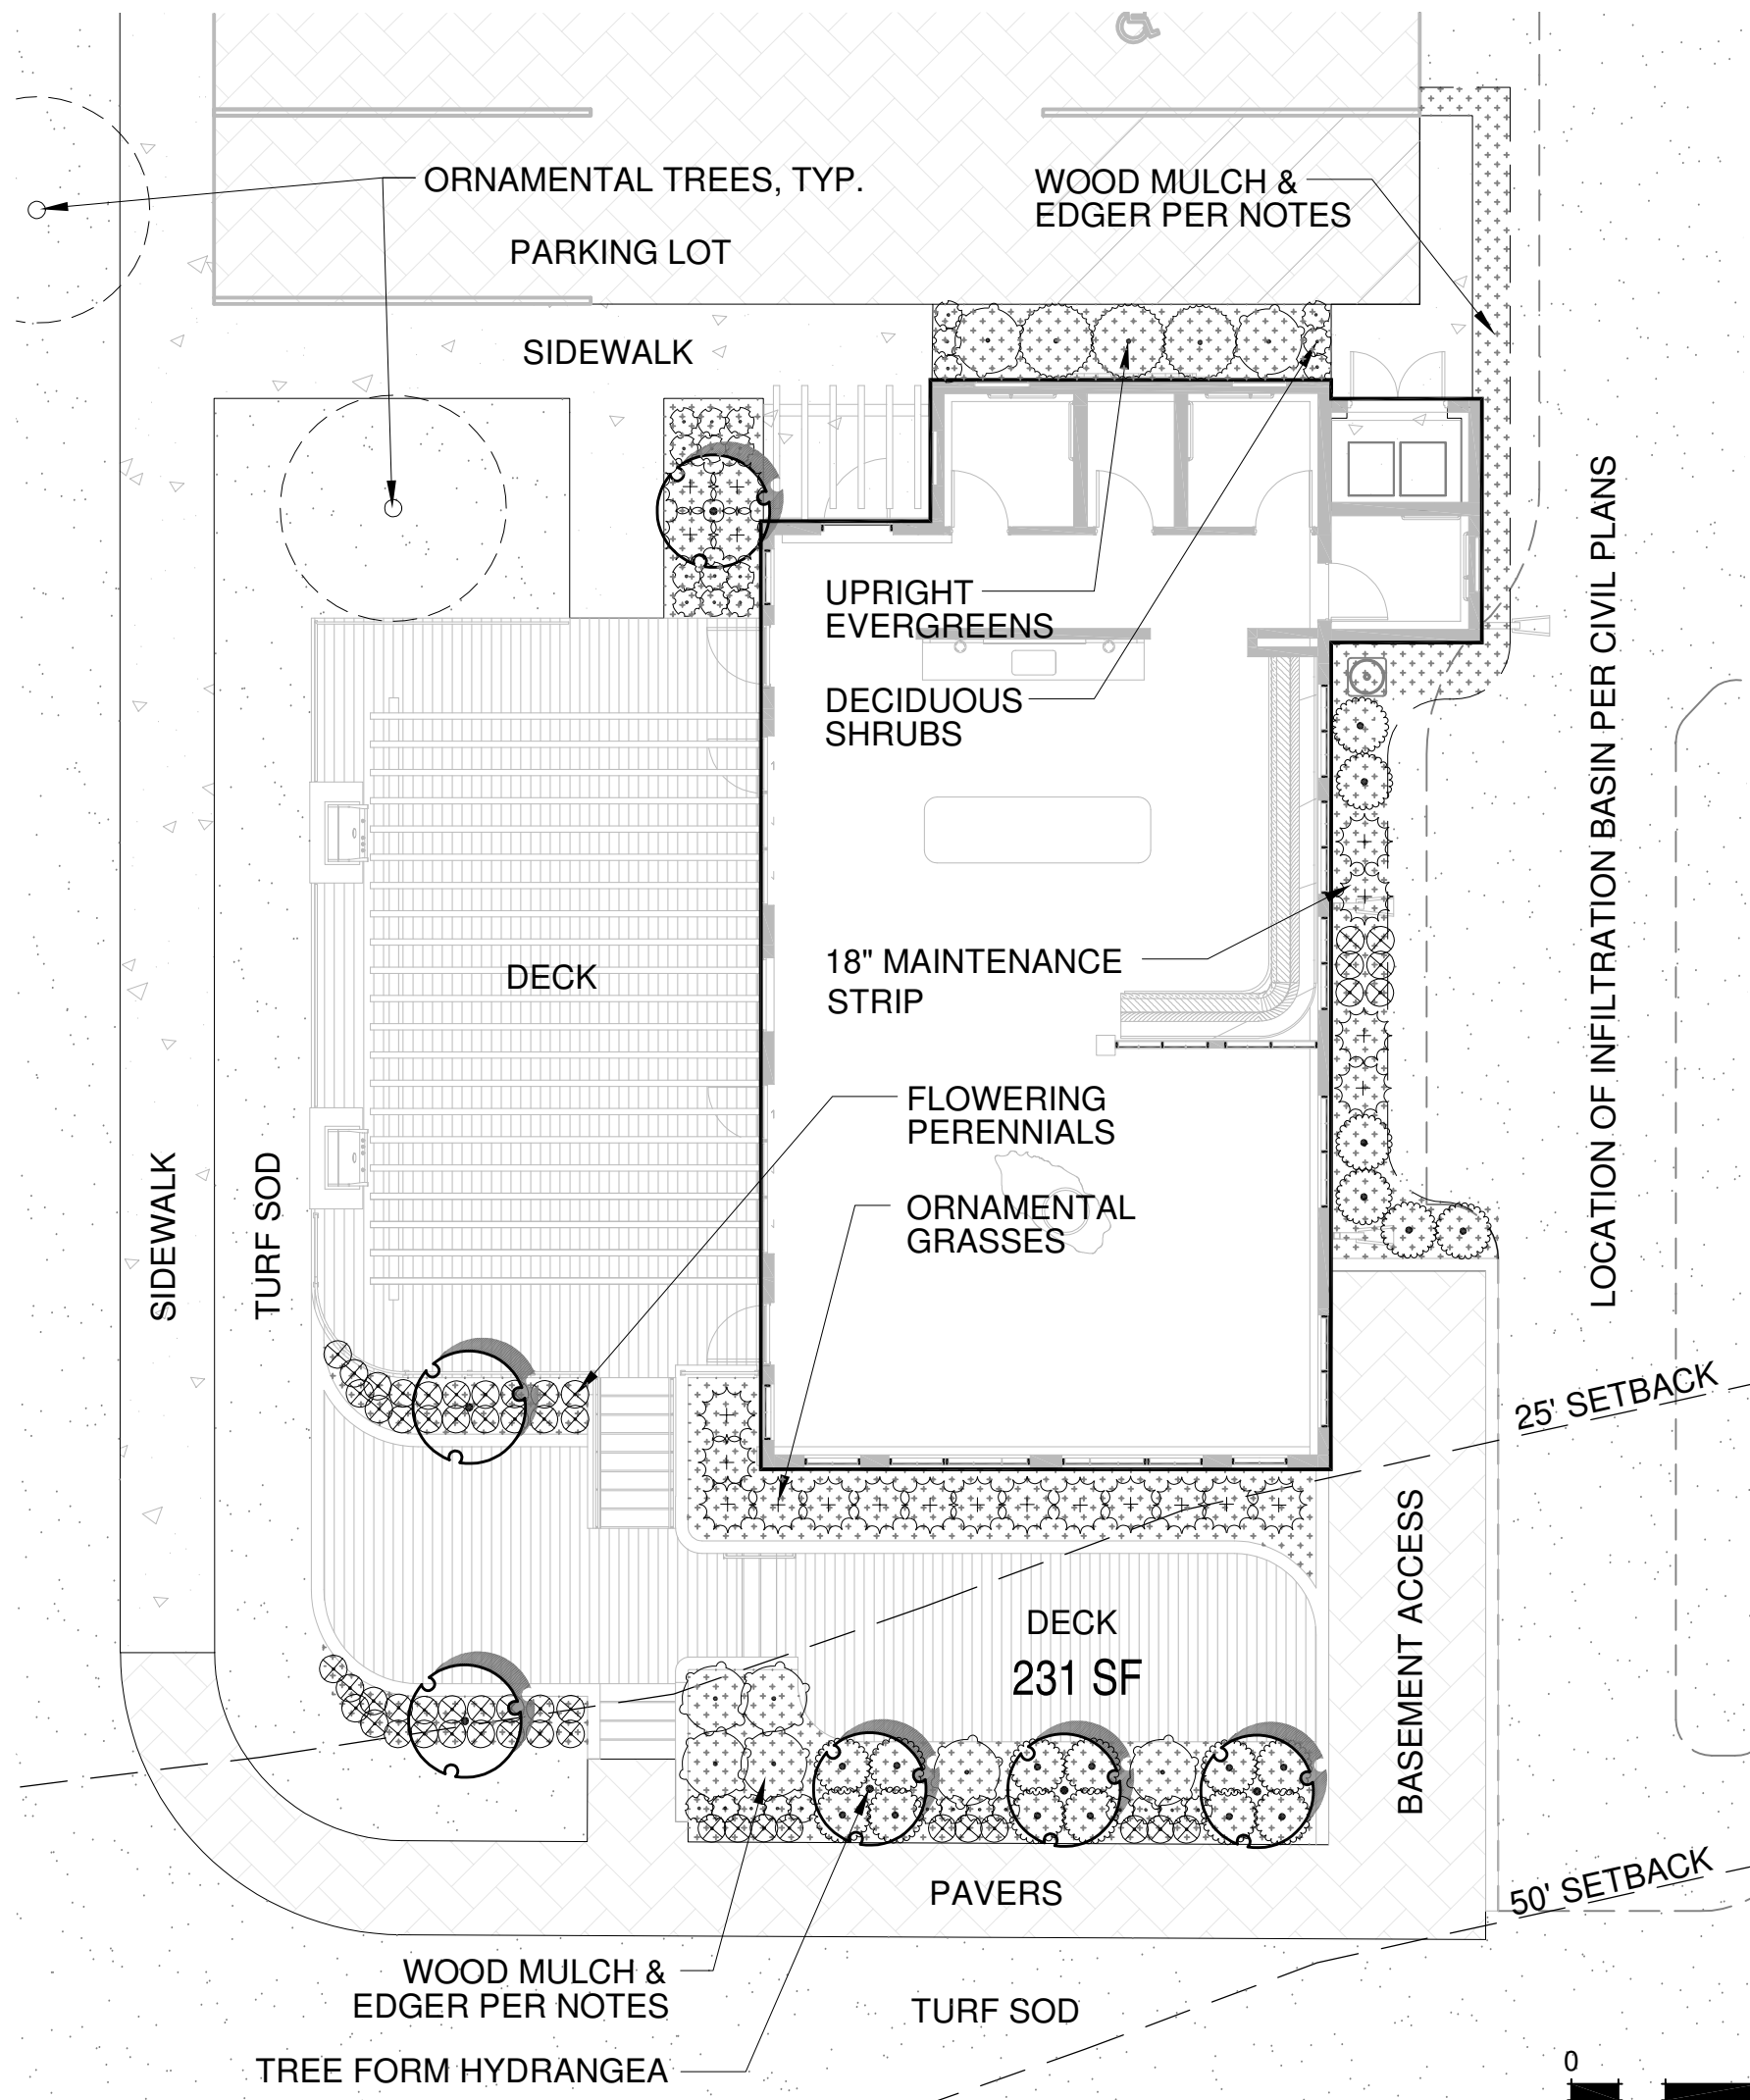 ORNAMENTAL TREES, TYP.
WOOD MULCH &
EDGER PER NOTES
PARKING LOT
SIDEWALK
UPRIGHT
EVERGREENS
DECIDUOUS
SHRUBS
LOCATION OF INFILTRATION BASIN PER CIVIL PLANS
18" MAINTENANCE
STRIP
DECK
FLOWERING
PERENNIALS
ORNAMENTAL
GRASSES
SIDEWALK
TURF SOD
25' SETBACK
BASEMENT ACCESS
DECK
231 SF
50' SETBACK
PAVERS
WOOD MULCH &
EDGER PER NOTES
TURF SOD
TREE FORM HYDRANGEA
0